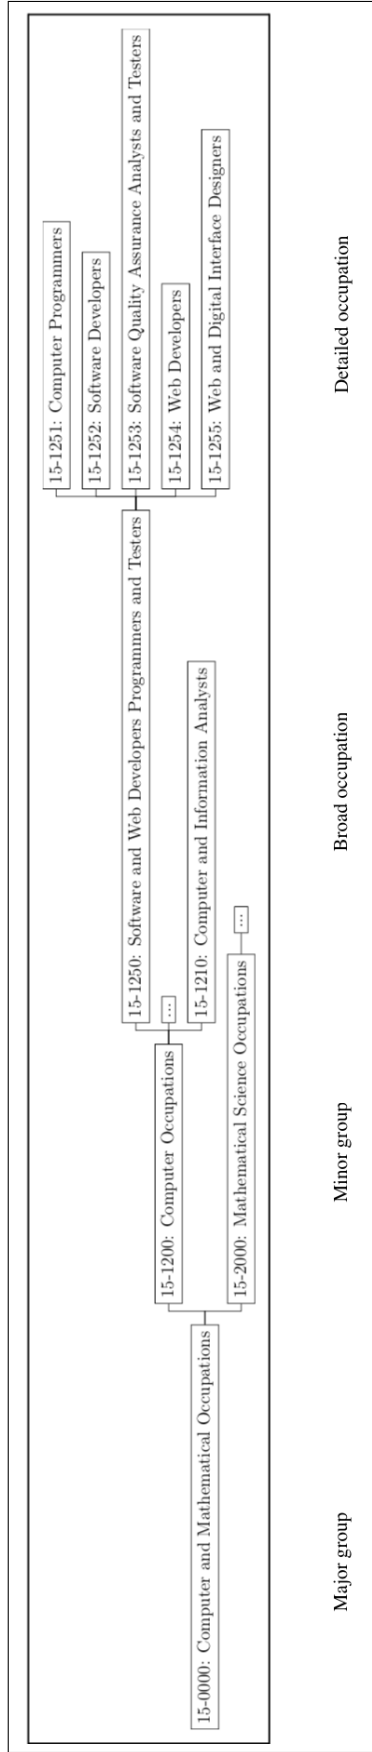 15-1251: Computer Programmers
15-1252: Software Developers
15-1250: Software and Web Developers Programmers and Testers
15-1253: Software Quality Assurance Analysts and Testers
15-1200: Computer Occupations
...
15-1254: Web Developers
15-0000: Computer and Mathematical Occupations
15-1210: Computer and Information Analysts
15-1255: Web and Digital Interface Designers
15-2000: Mathematical Science Occupations
...
Major group
Minor group
Broad occupation
Detailed occupation